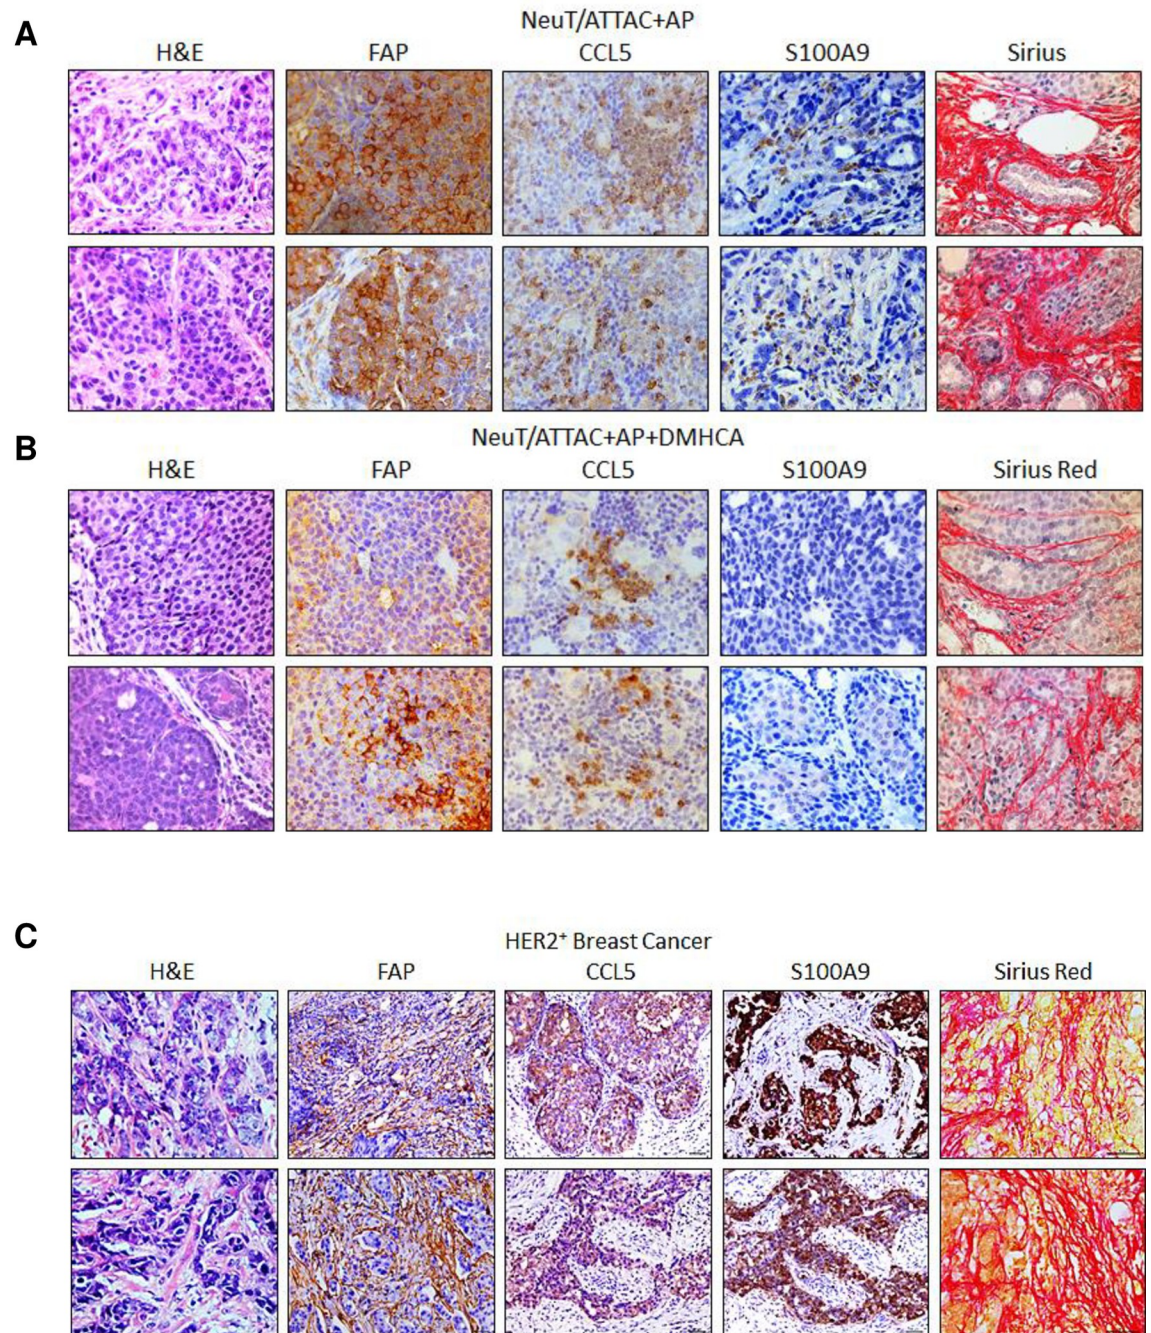 A
NeuT/ATTAC+AP
H&E FAP CCL5 S100A9 Sirius
B
NeuT/ATTAC+AP+DMHCA
H&E FAP CCL5 S100A9 Sirius Red
C
HER2⁺ Breast Cancer
H&E FAP CCL5 S100A9 Sirius Red